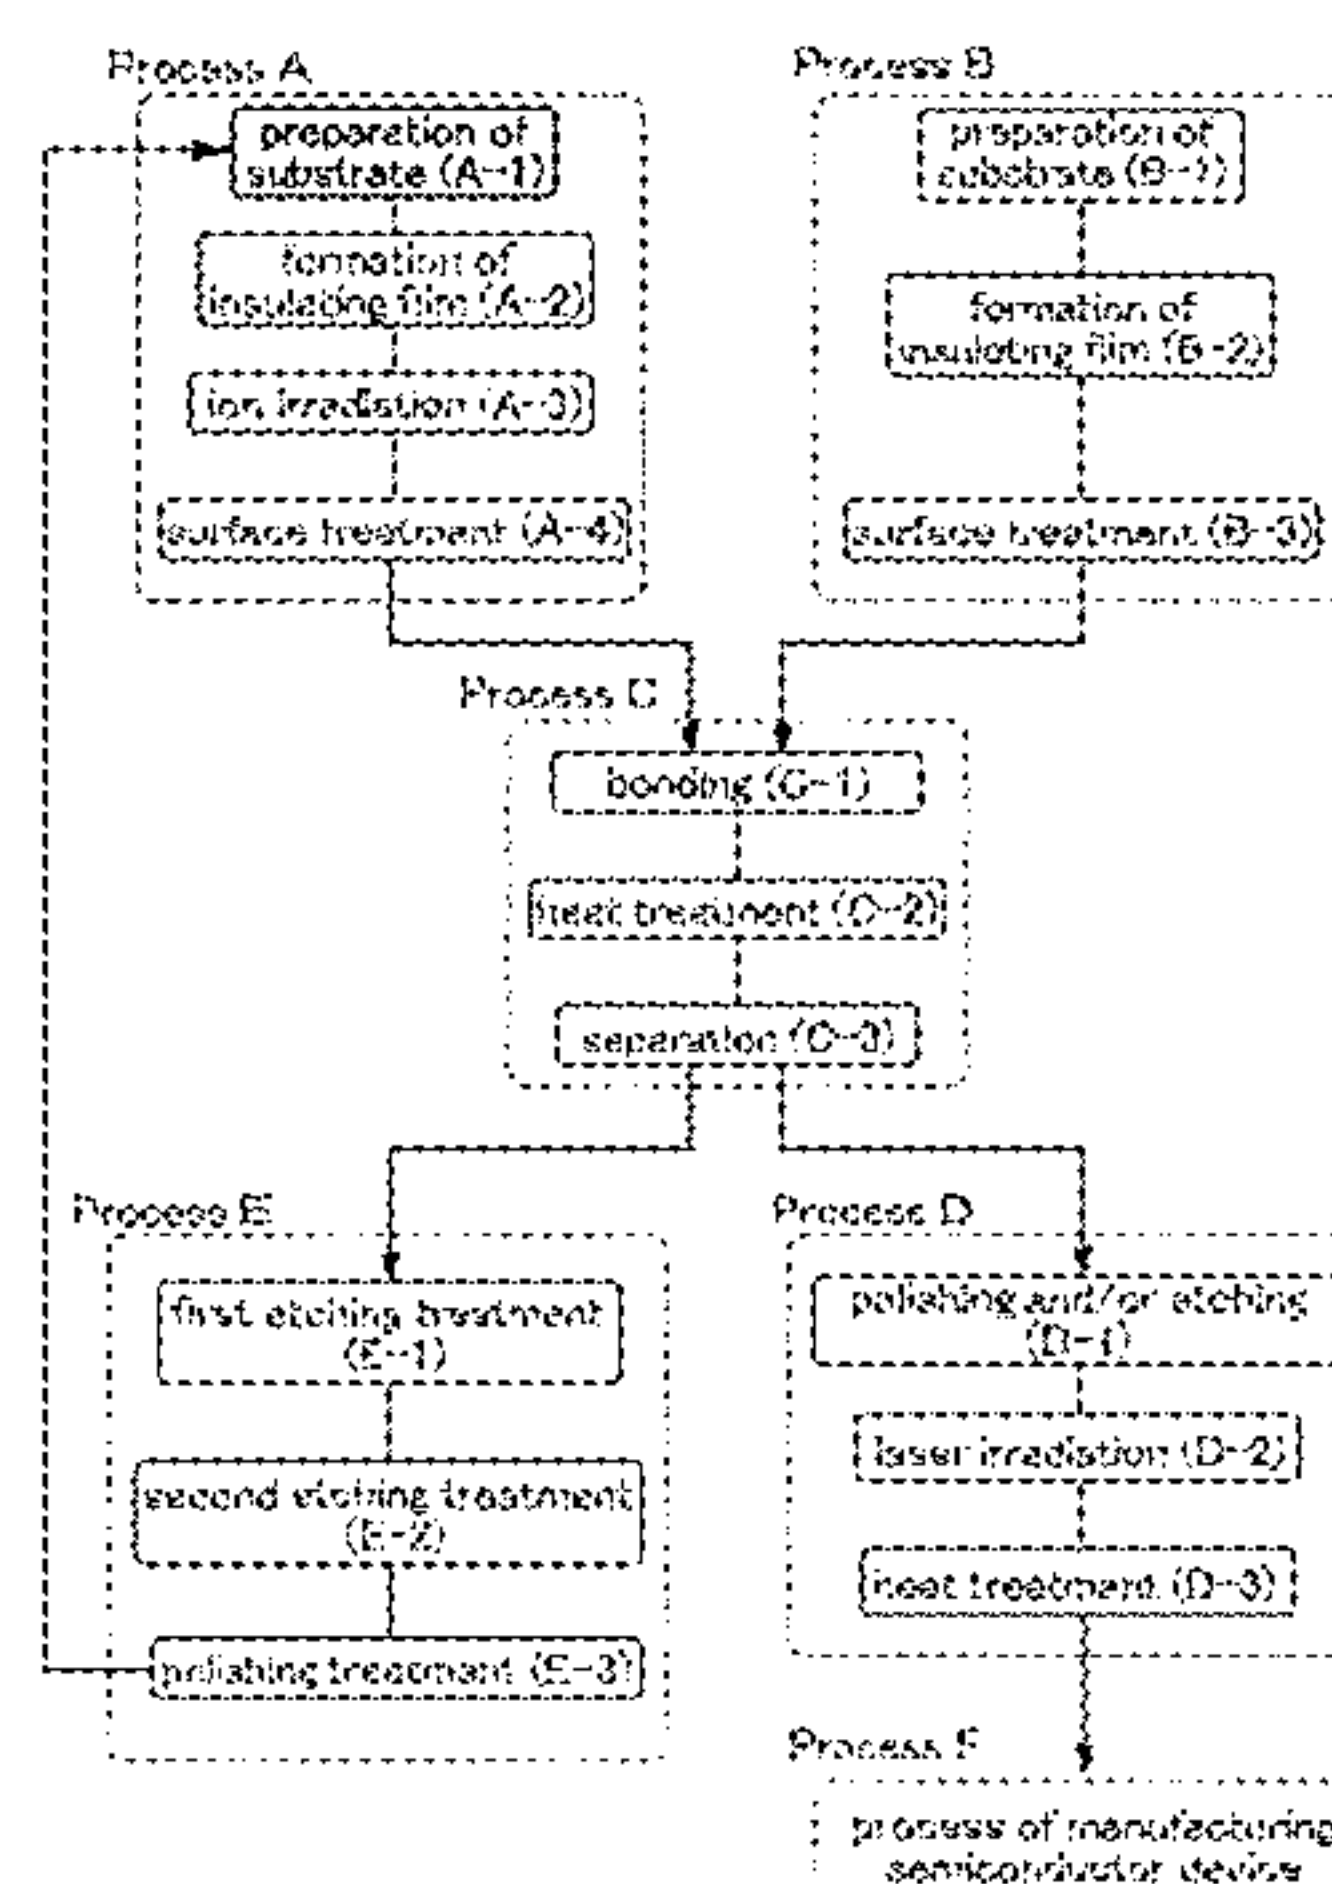 Process A
preparation of
substrate (A-1)
formation of
insulating film (A-2)
ion irradiation (A-3)
surface treatment (A-4)
Process B
preparation of
substrate (B-1)
formation of
insulating film (B-2)
surface treatment (B-3)
Process C
bonding (C-1)
heat treatment (C-2)
separation (C-3)
Process E
first etching treatment
(E-1)
second etching treatment
(E-2)
polishing treatment (E-3)
Process D
polishing and/or etching
(D-1)
laser irradiation (D-2)
heat treatment (D-3)
Process F
process of manufacturing
semiconductor device